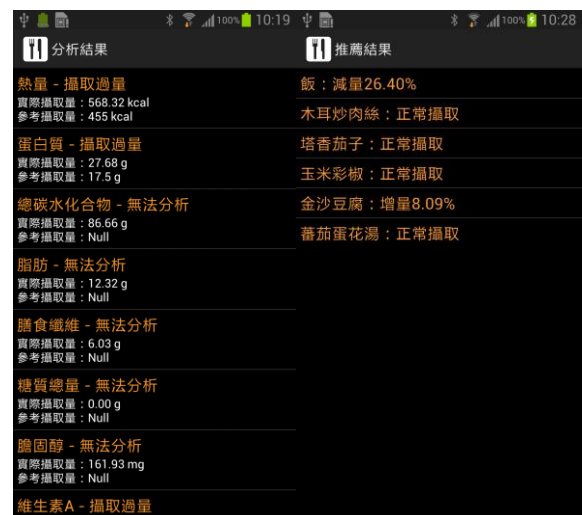 100% 10:19
分析結果
熱量 - 攝取過量
實際攝取量：568.32 kcal
參考攝取量：455 kcal
蛋白質 - 攝取過量
實際攝取量：27.68 g
參考攝取量：17.5 g
總碳水化合物 - 無法分析
實際攝取量：86.66 g
參考攝取量：Null
脂肪 - 無法分析
實際攝取量：12.32 g
參考攝取量：Null
膳食纖維 - 無法分析
實際攝取量：6.03 g
參考攝取量：Null
糖質總量 - 無法分析
實際攝取量：0.00 g
參考攝取量：Null
膽固醇 - 無法分析
實際攝取量：161.93 mg
參考攝取量：Null
維生素A - 攝取過量
100% 10:28
推薦結果
飯：減量26.40%
木耳炒肉絲：正常攝取
塔香茄子：正常攝取
玉米彩椒：正常攝取
金沙豆腐：增量8.09%
蕃茄蛋花湯：正常攝取